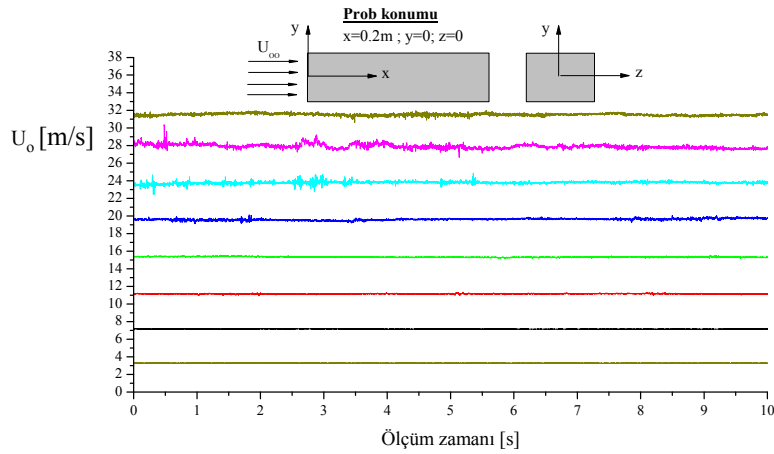 Prob konumu
x=0.2m ; y=0; z=0
y
y
U_oo
x
z
U_o [m/s]
38
36
34
32
30
28
26
24
22
20
18
16
14
12
10
8
6
4
2
0
0 1 2 3 4 5 6 7 8 9 10
Ölçüm zamanı [s]